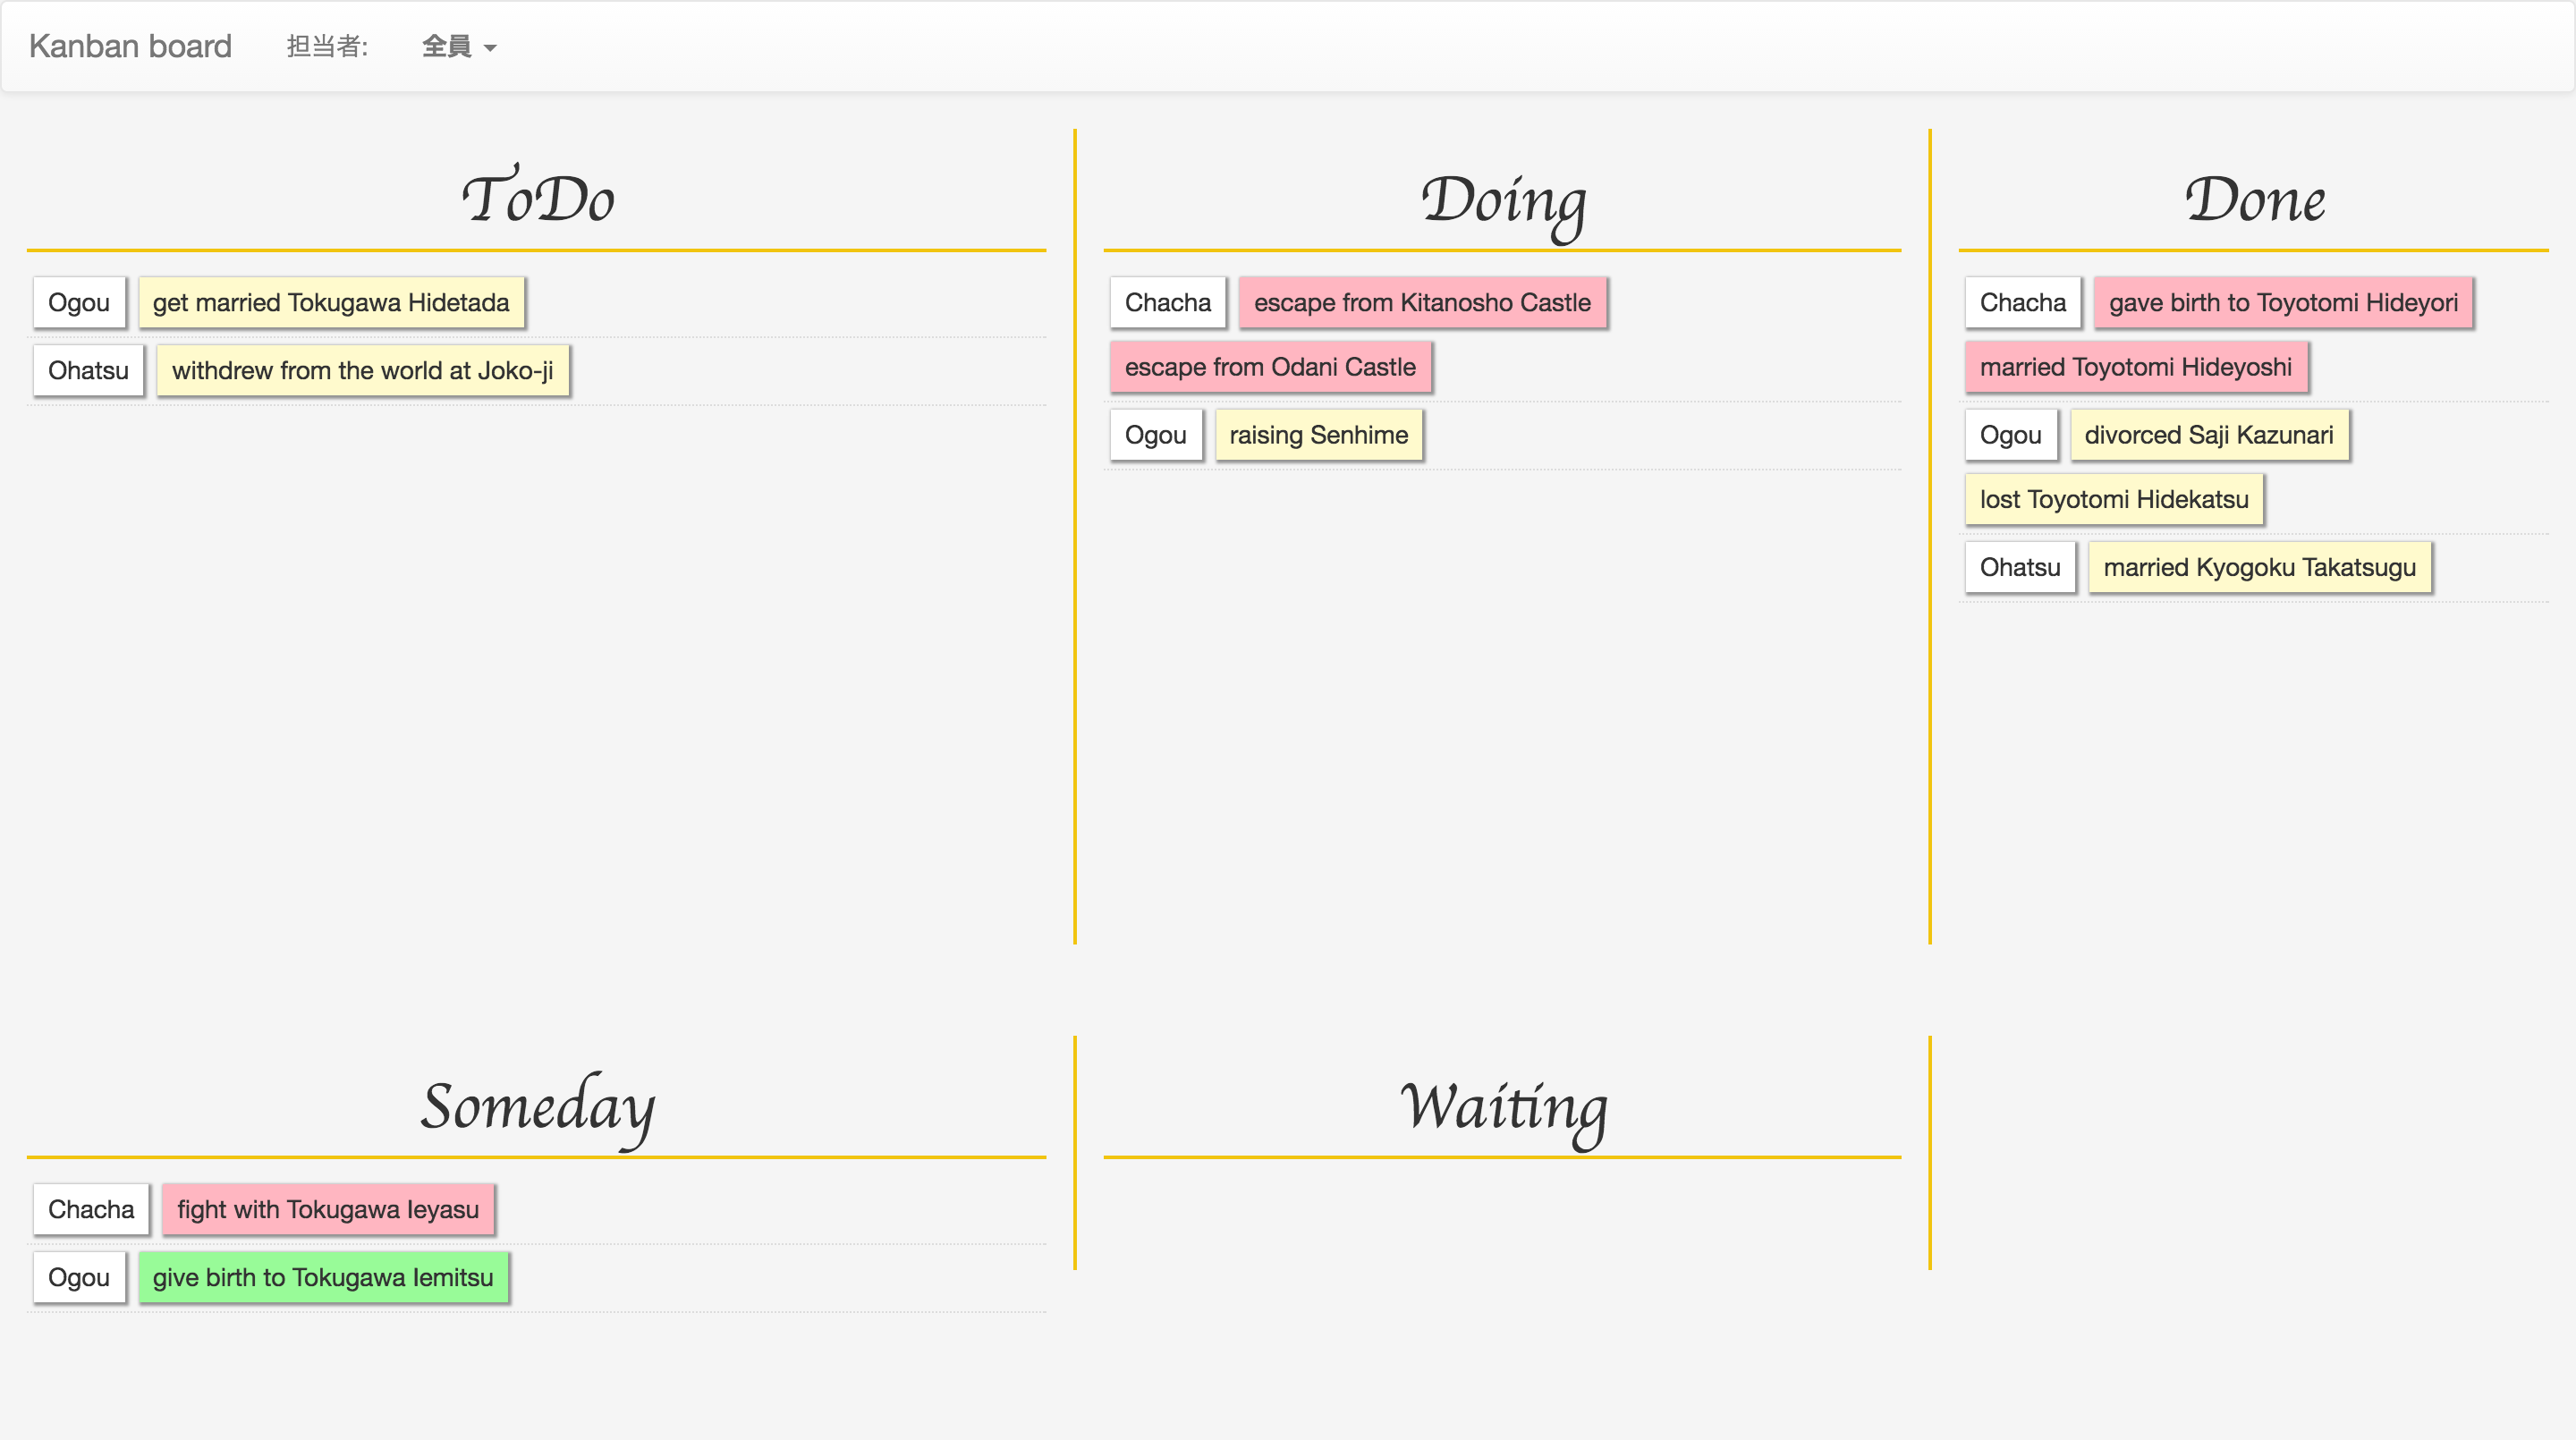 Kanban board 担当者: 全員
ToDo
Ogou get married Tokugawa Hidetada
Ohatsu withdrew from the world at Joko-ji
Doing
Chacha escape from Kitanosho Castle
escape from Odani Castle
Ogou raising Senhime
Done
Chacha gave birth to Toyotomi Hideyori
married Toyotomi Hideyoshi
Ogou divorced Saji Kazunari
lost Toyotomi Hidekatsu
Ohatsu married Kyogoku Takatsugu
Someday
Chacha fight with Tokugawa Ieyasu
Ogou give birth to Tokugawa Iemitsu
Waiting